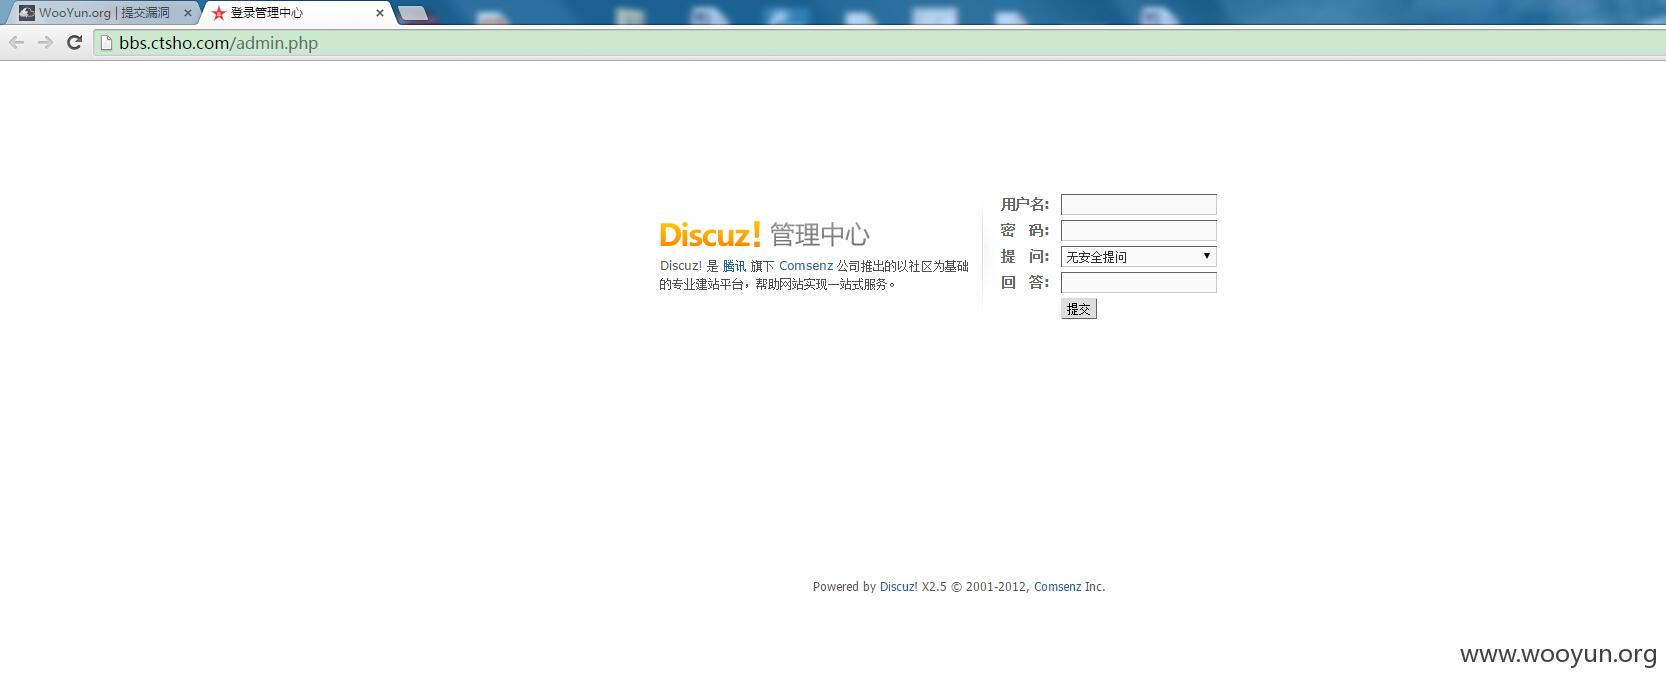 WooYun.org | 提交漏洞
登录管理中心
bbs.ctsho.com/admin.php
Discuz! 管理中心
Discuz! 是 腾讯 旗下 Comsenz 公司推出的以社区为基础
的专业建站平台，帮助网站实现一站式服务。
用户名:
密 码:
提 问: 无安全提问
回 答:
提交
Powered by Discuz! X2.5 © 2001-2012, Comsenz Inc.
www.wooyun.org